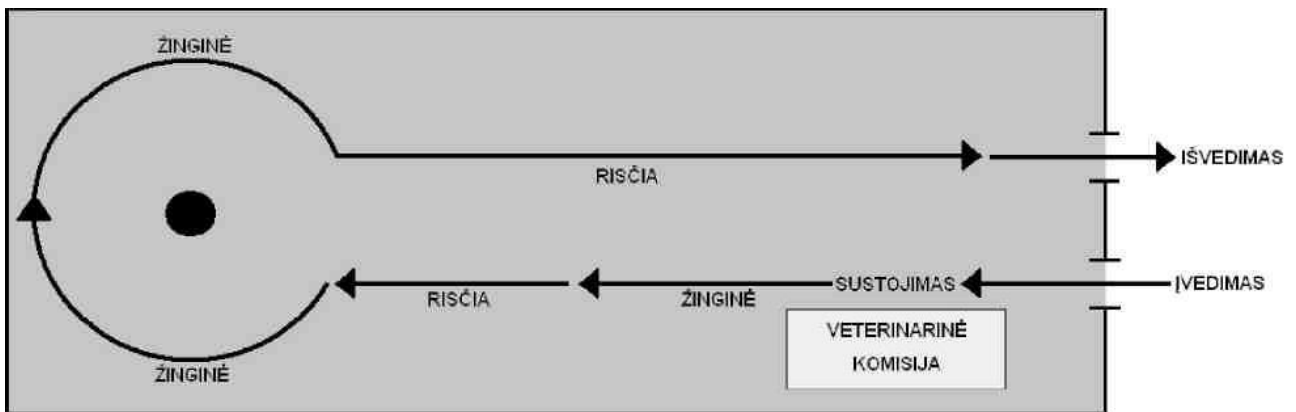 ŽINGINĖ
RISČIA
IŠVEDIMAS
RISČIA
ŽINGINĖ
SUSTOJIMAS
ĮVEDIMAS
VETERINARINĖ
KOMISIJA
ŽINGINĖ